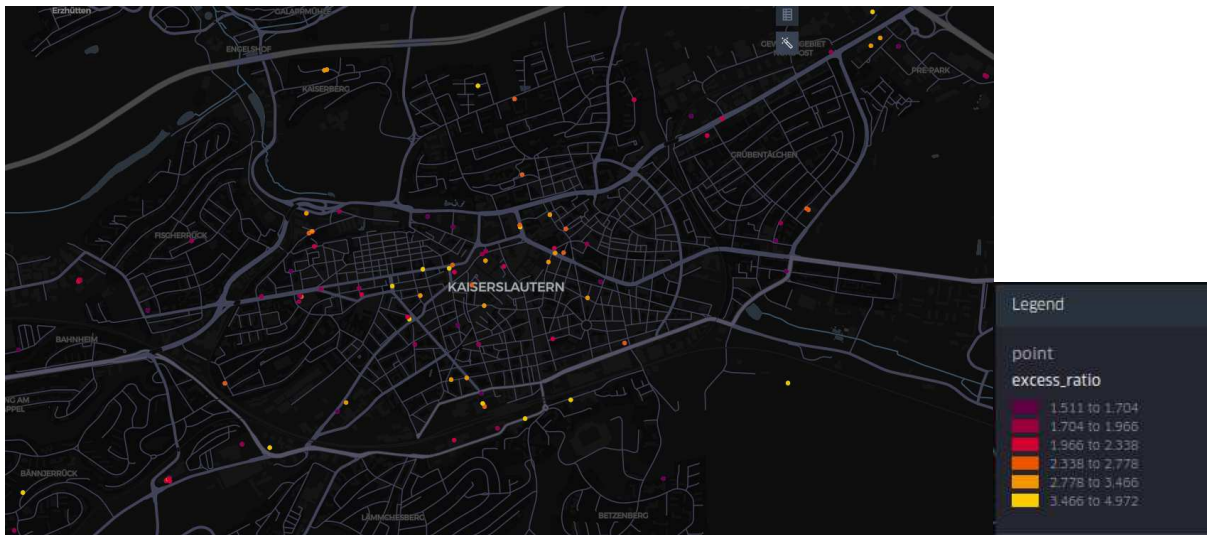 Erzhütten
GALAPPMÜHLE
ENGELSHOF
KAISERBERG
PRE-PARK
GRÜBENTÄLCHEN
FISCHERRÜCK
KAISERSLAUTERN
BAHNHEIM
BÄNNJERRÜCK
LÄMMCHESBERG
BETZENBERG
Legend
point
excess_ratio
1.511 to 1.704
1.704 to 1.966
1.966 to 2.338
2.338 to 2.778
2.778 to 3.466
3.466 to 4.972